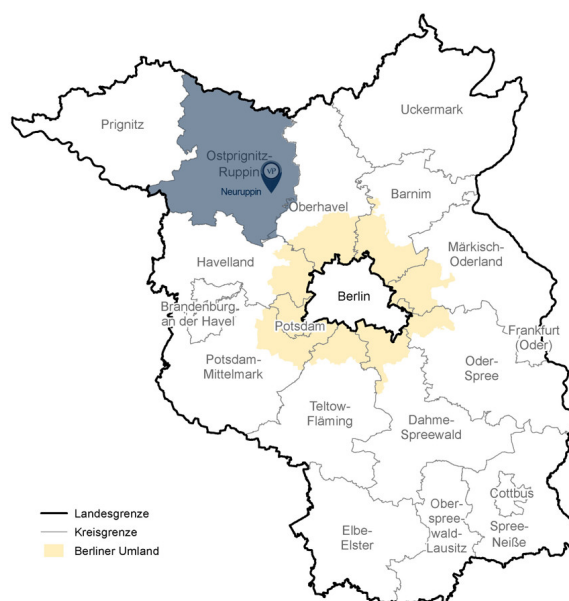 Uckermark
Prignitz
Ostprignitz-
Ruppin
VP
Neuruppin
Barnim
Oberhavel
Märkisch-
Oderland
Havelland
Berlin
Brandenburg
an der Havel
Potsdam
Frankfurt
(Oder)
Potsdam-
Mittelmark
Oder-
Spree
Teltow-
Fläming
Dahme-
Spreewald
Cottbus
Ober-
spree-
wald-
Lausitz
Spree-
Neiße
Elbe-
Elster
Landesgrenze
Kreisgrenze
Berliner Umland